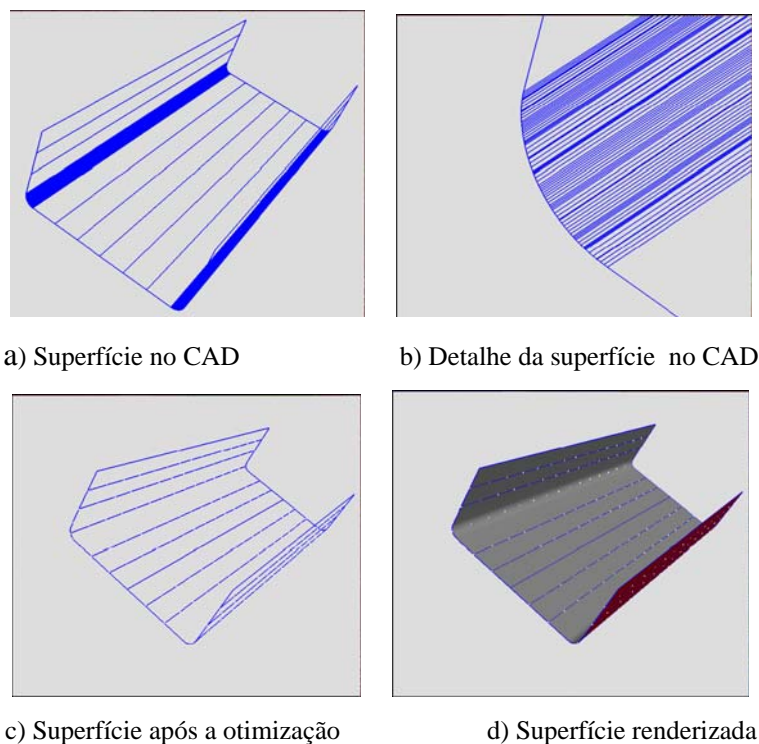 a) Superfície no CAD
b) Detalhe da superfície no CAD
c) Superfície após a otimização
d) Superfície renderizada